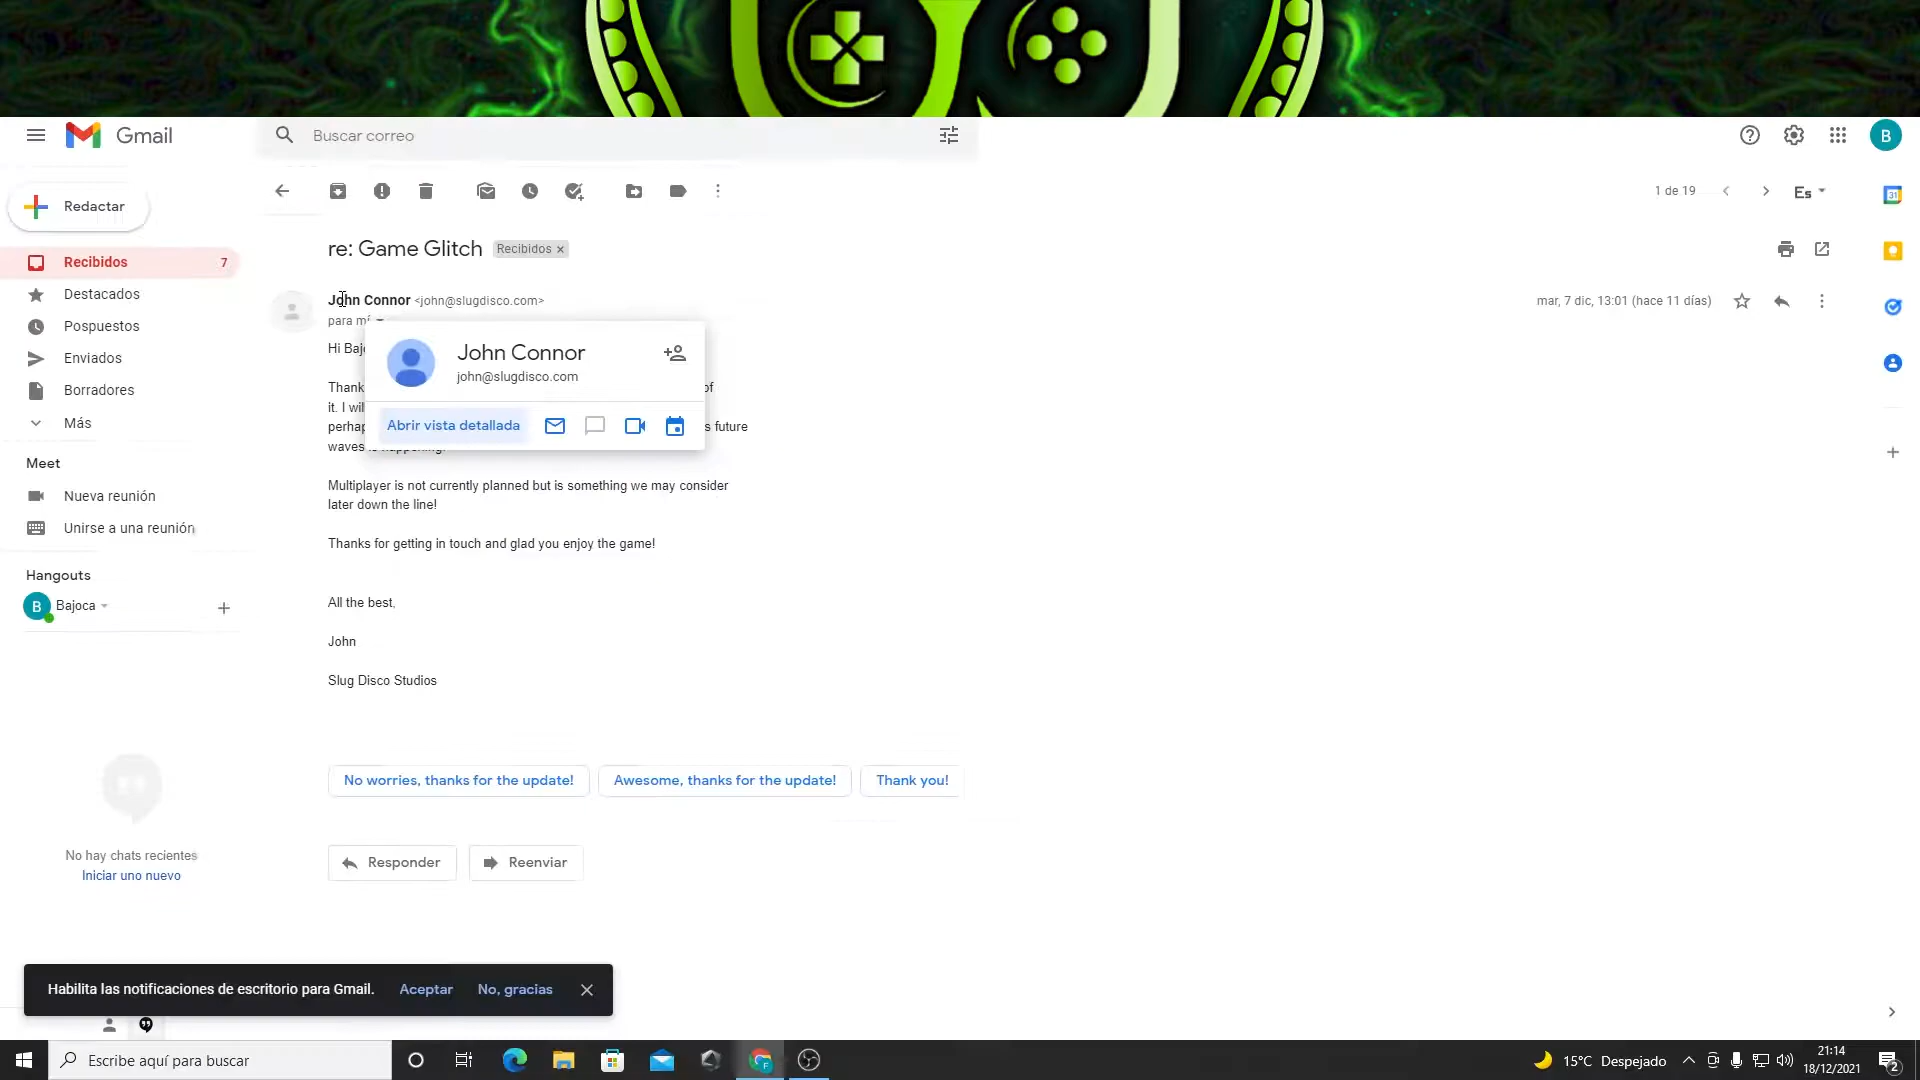 Gmail
Buscar correo
B
Redactar
1 de 19
Es
31
re: Game Glitch
Recibidos ×
Recibidos 7
Destacados
Pospuestos
Enviados
Borradores
Más
John Connor <john@slugdisco.com>
mar, 7 dic, 13:01 (hace 11 días)
para mí
Hi
John Connor
john@slugdisco.com
Thank
of
it. I
s future
waves
Abrir vista detallada
Multiplayer is not currently planned but is something we may consider
later down the line!
Thanks for getting in touch and glad you enjoy the game!
All the best,
John
Slug Disco Studios
Meet
Nueva reunión
Unirse a una reunión
Hangouts
B Bajoca
No hay chats recientes
Iniciar uno nuevo
No worries, thanks for the update!
Awesome, thanks for the update!
Thank you!
Responder
Reenviar
Habilita las notificaciones de escritorio para Gmail.
Aceptar
No, gracias
Escribe aquí para buscar
F
15°C Despejado
21:14
18/12/2021
2